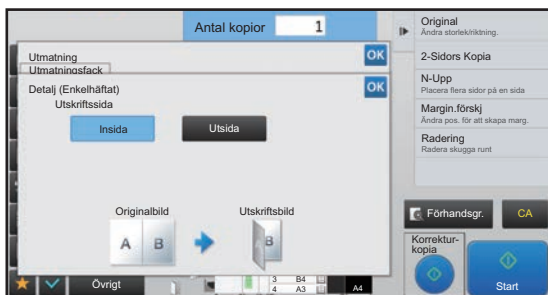 Antal kopior 1
Utmatning OK
Utmatningsfack
Detalj (Enkelhäftat) OK
Utskriftssida
Insida Utsida
Originalbild Utskriftsbild
A B
B
Övrigt
3 B4
4 A3
A4
Original
Ändra storlek/riktning.
2-Sidors Kopia
N-Upp
Placera flera sidor på en sida
Margin.förskj
Ändra pos. för att skapa marg.
Radering
Radera skugga runt
Förhandsgr. CA
Korrektur-
kopia
Start